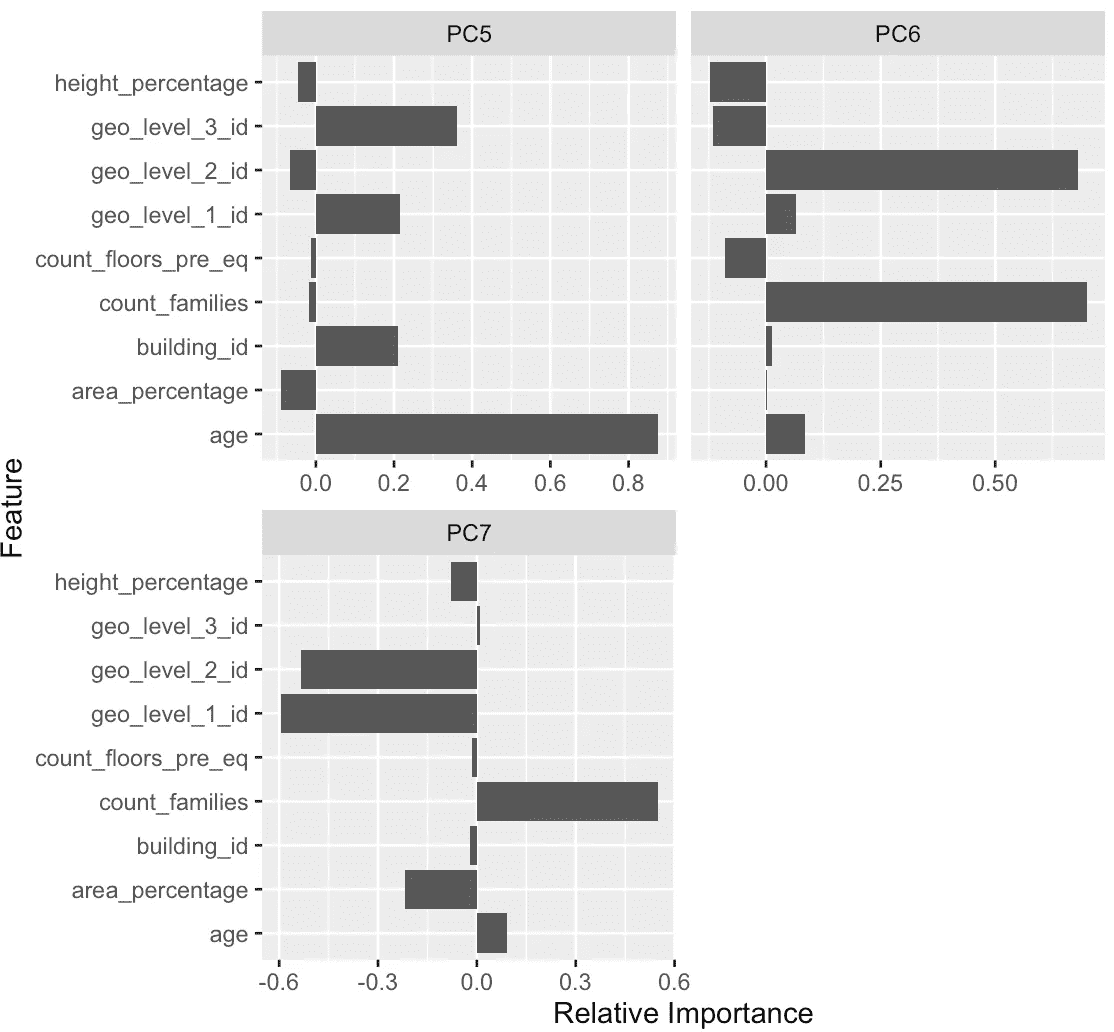 PC5
PC6
height_percentage
geo_level_3_id
geo_level_2_id
geo_level_1_id
count_floors_pre_eq
count_families
building_id
area_percentage
age
0.0 0.2 0.4 0.6 0.8
0.00 0.25 0.50
PC7
height_percentage
geo_level_3_id
geo_level_2_id
geo_level_1_id
count_floors_pre_eq
count_families
building_id
area_percentage
age
-0.6 -0.3 0.0 0.3 0.6
Feature
Relative Importance